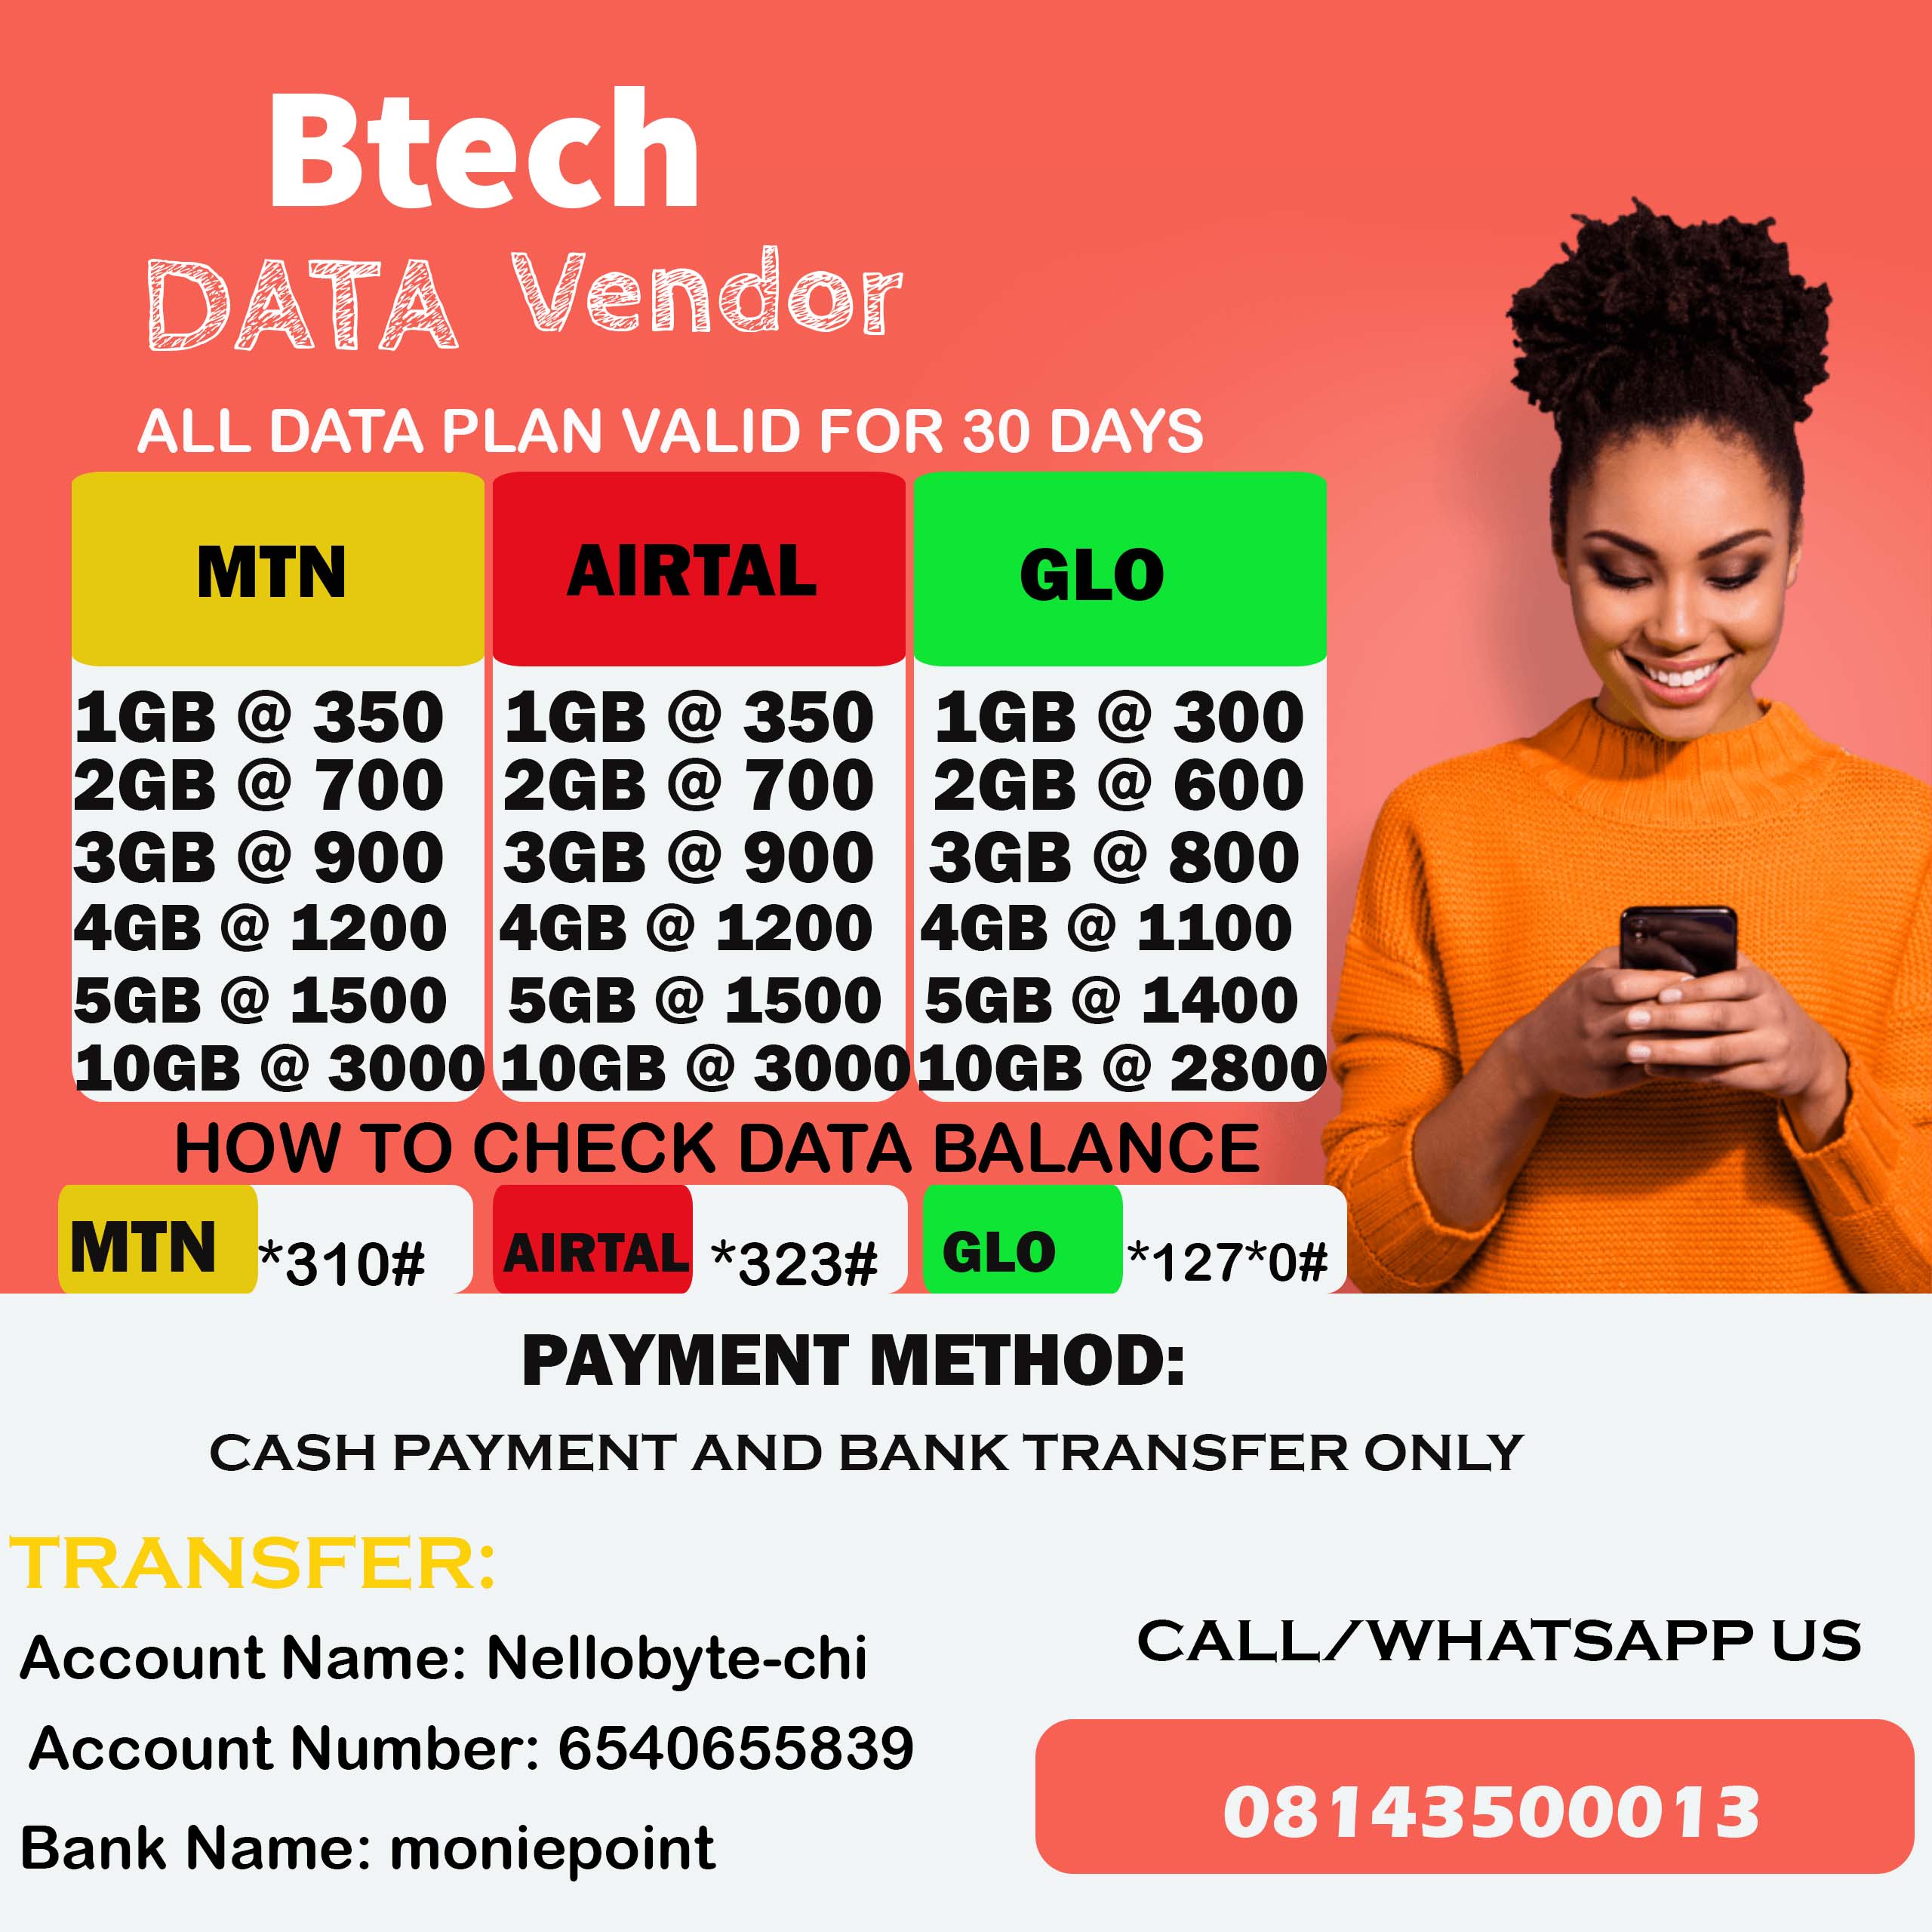 Btech
DATA Vendor
ALL DATA PLAN VALID FOR 30 DAYS
MTN
1GB @ 350
2GB @ 700
3GB @ 900
4GB @ 1200
5GB @ 1500
10GB @ 3000
AIRTAL
1GB @ 350
2GB @ 700
3GB @ 900
4GB @ 1200
5GB @ 1500
10GB @ 3000
GLO
1GB @ 300
2GB @ 600
3GB @ 800
4GB @ 1100
5GB @ 1400
10GB @ 2800
HOW TO CHECK DATA BALANCE
MTN *310#
AIRTAL *323#
GLO *127*0#
PAYMENT METHOD:
CASH PAYMENT AND BANK TRANSFER ONLY
TRANSFER:
Account Name: Nellobyte-chi
Account Number: 6540655839
Bank Name: moniepoint
CALL/WHATSAPP US
08143500013